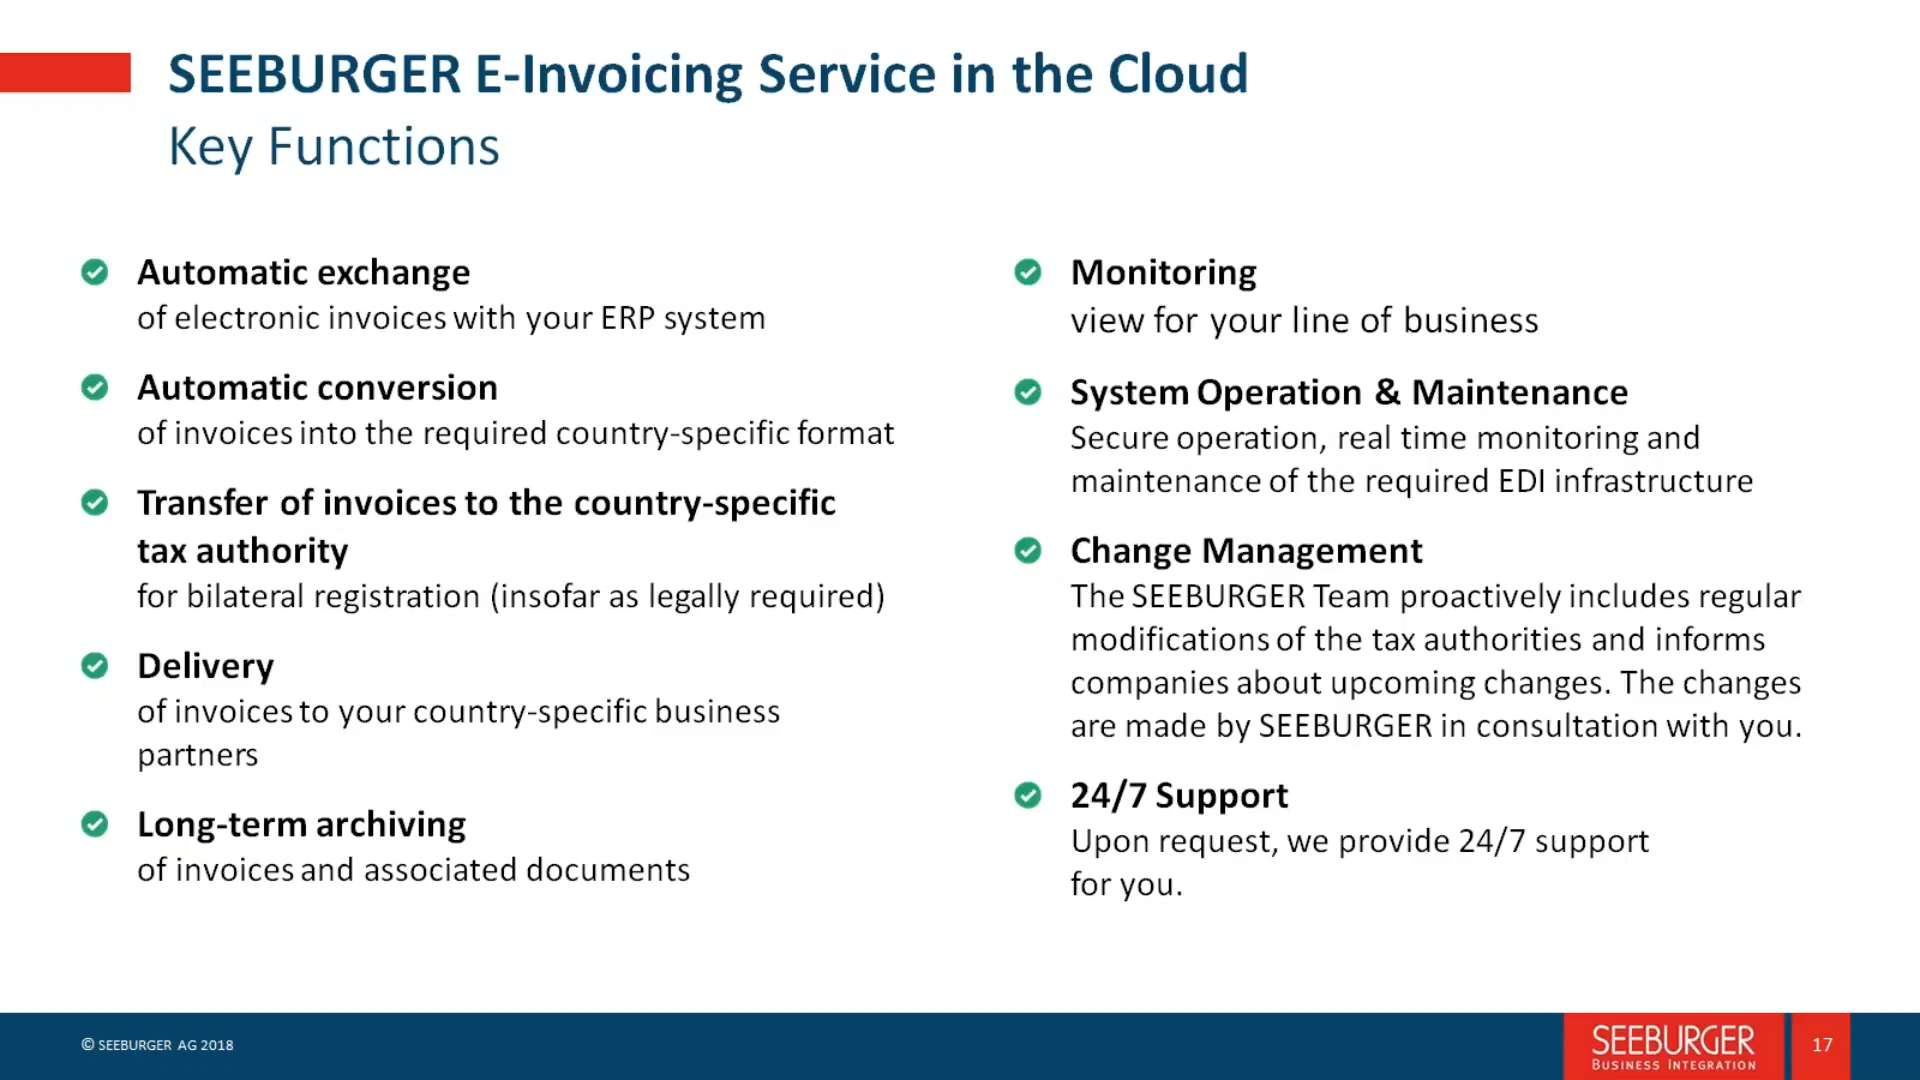 SEEBURGER E-Invoicing Service in the Cloud
Key Functions
Automatic exchange
of electronic invoices with your ERP system
Automatic conversion
of invoices into the required country-specific format
Transfer of invoices to the country-specific
tax authority
for bilateral registration (insofar as legally required)
Delivery
of invoices to your country-specific business
partners
Long-term archiving
of invoices and associated documents
Monitoring
view for your line of business
System Operation & Maintenance
Secure operation, real time monitoring and
maintenance of the required EDI infrastructure
Change Management
The SEEBURGER Team proactively includes regular
modifications of the tax authorities and informs
companies about upcoming changes. The changes
are made by SEEBURGER in consultation with you.
24/7 Support
Upon request, we provide 24/7 support
for you.
© SEEBURGER AG 2018
SEEBURGER
BUSINESS INTEGRATION
17